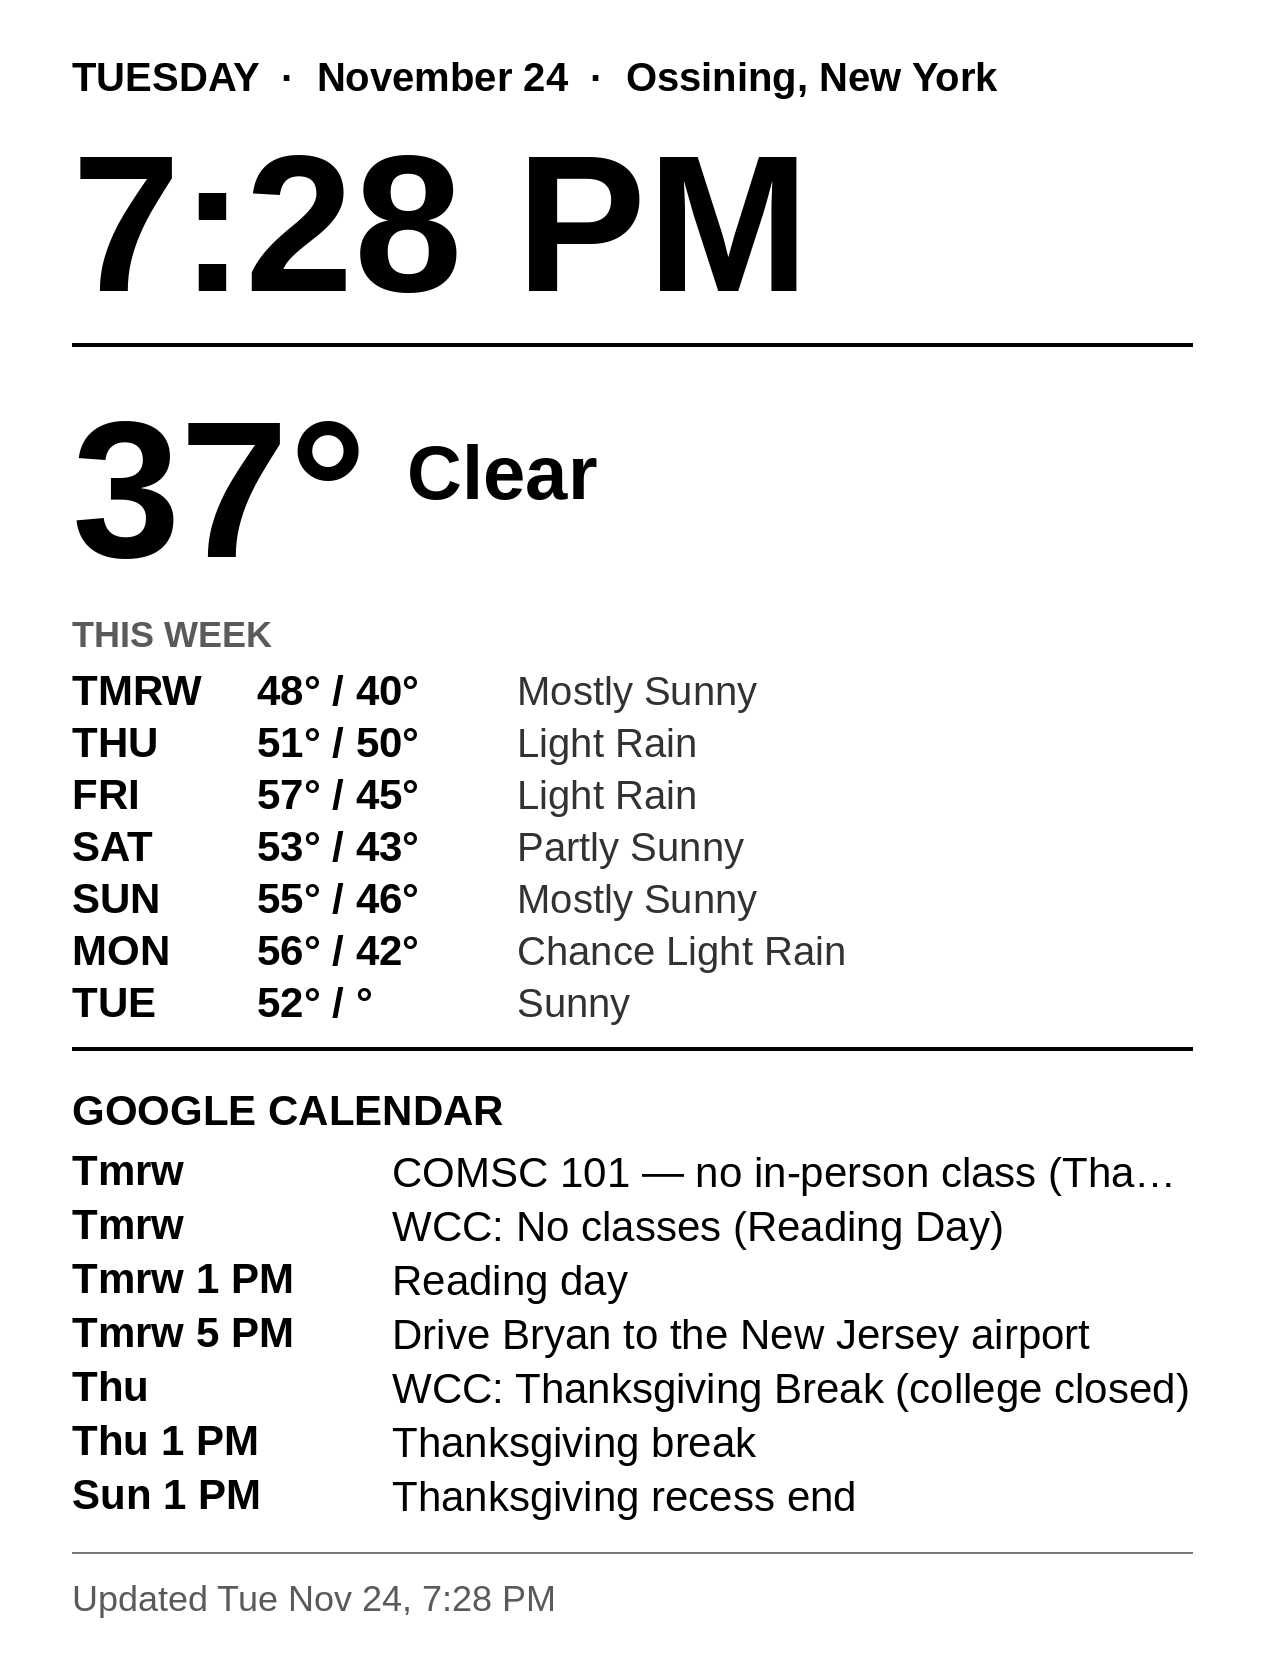 TUESDAY · November 24 · Ossining, New York
7:28 PM
37° Clear
THIS WEEK
TMRW 48° / 40° Mostly Sunny
THU 51° / 50° Light Rain
FRI 57° / 45° Light Rain
SAT 53° / 43° Partly Sunny
SUN 55° / 46° Mostly Sunny
MON 56° / 42° Chance Light Rain
TUE 52° / ° Sunny
GOOGLE CALENDAR
Tmrw COMSC 101 — no in-person class (Tha…
Tmrw WCC: No classes (Reading Day)
Tmrw 1 PM Reading day
Tmrw 5 PM Drive Bryan to the New Jersey airport
Thu WCC: Thanksgiving Break (college closed)
Thu 1 PM Thanksgiving break
Sun 1 PM Thanksgiving recess end
Updated Tue Nov 24, 7:28 PM